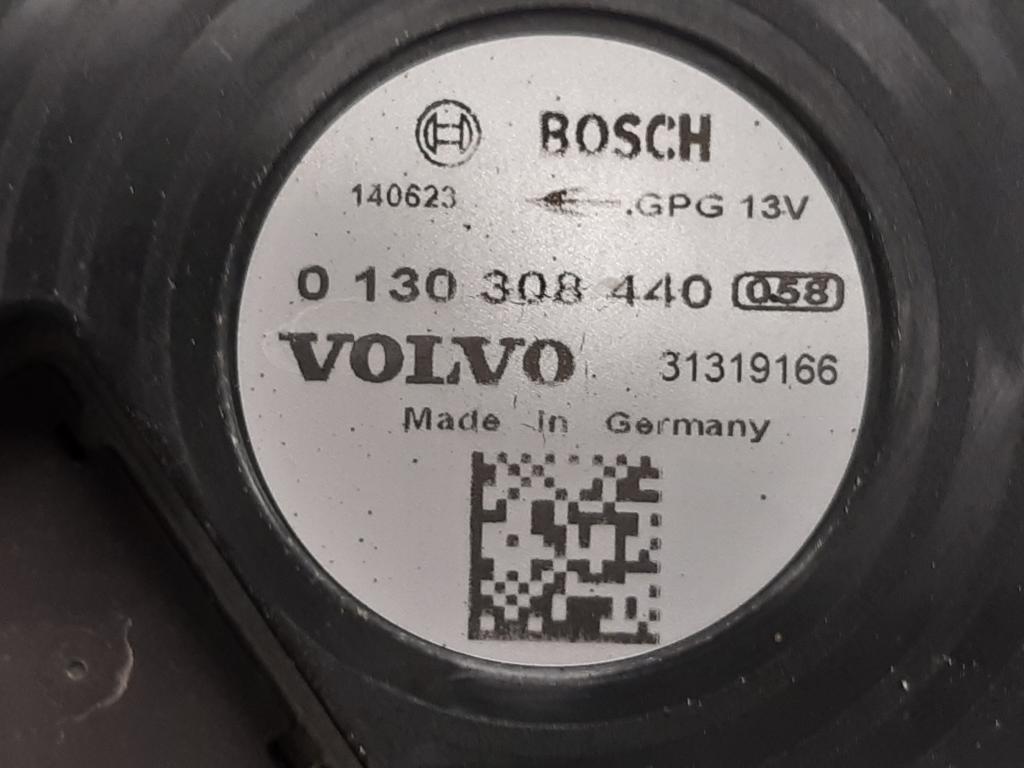 BOSCH
140623 .GPG 13V
0 130 308 440 058
VOLVO 31319166
Made in Germany